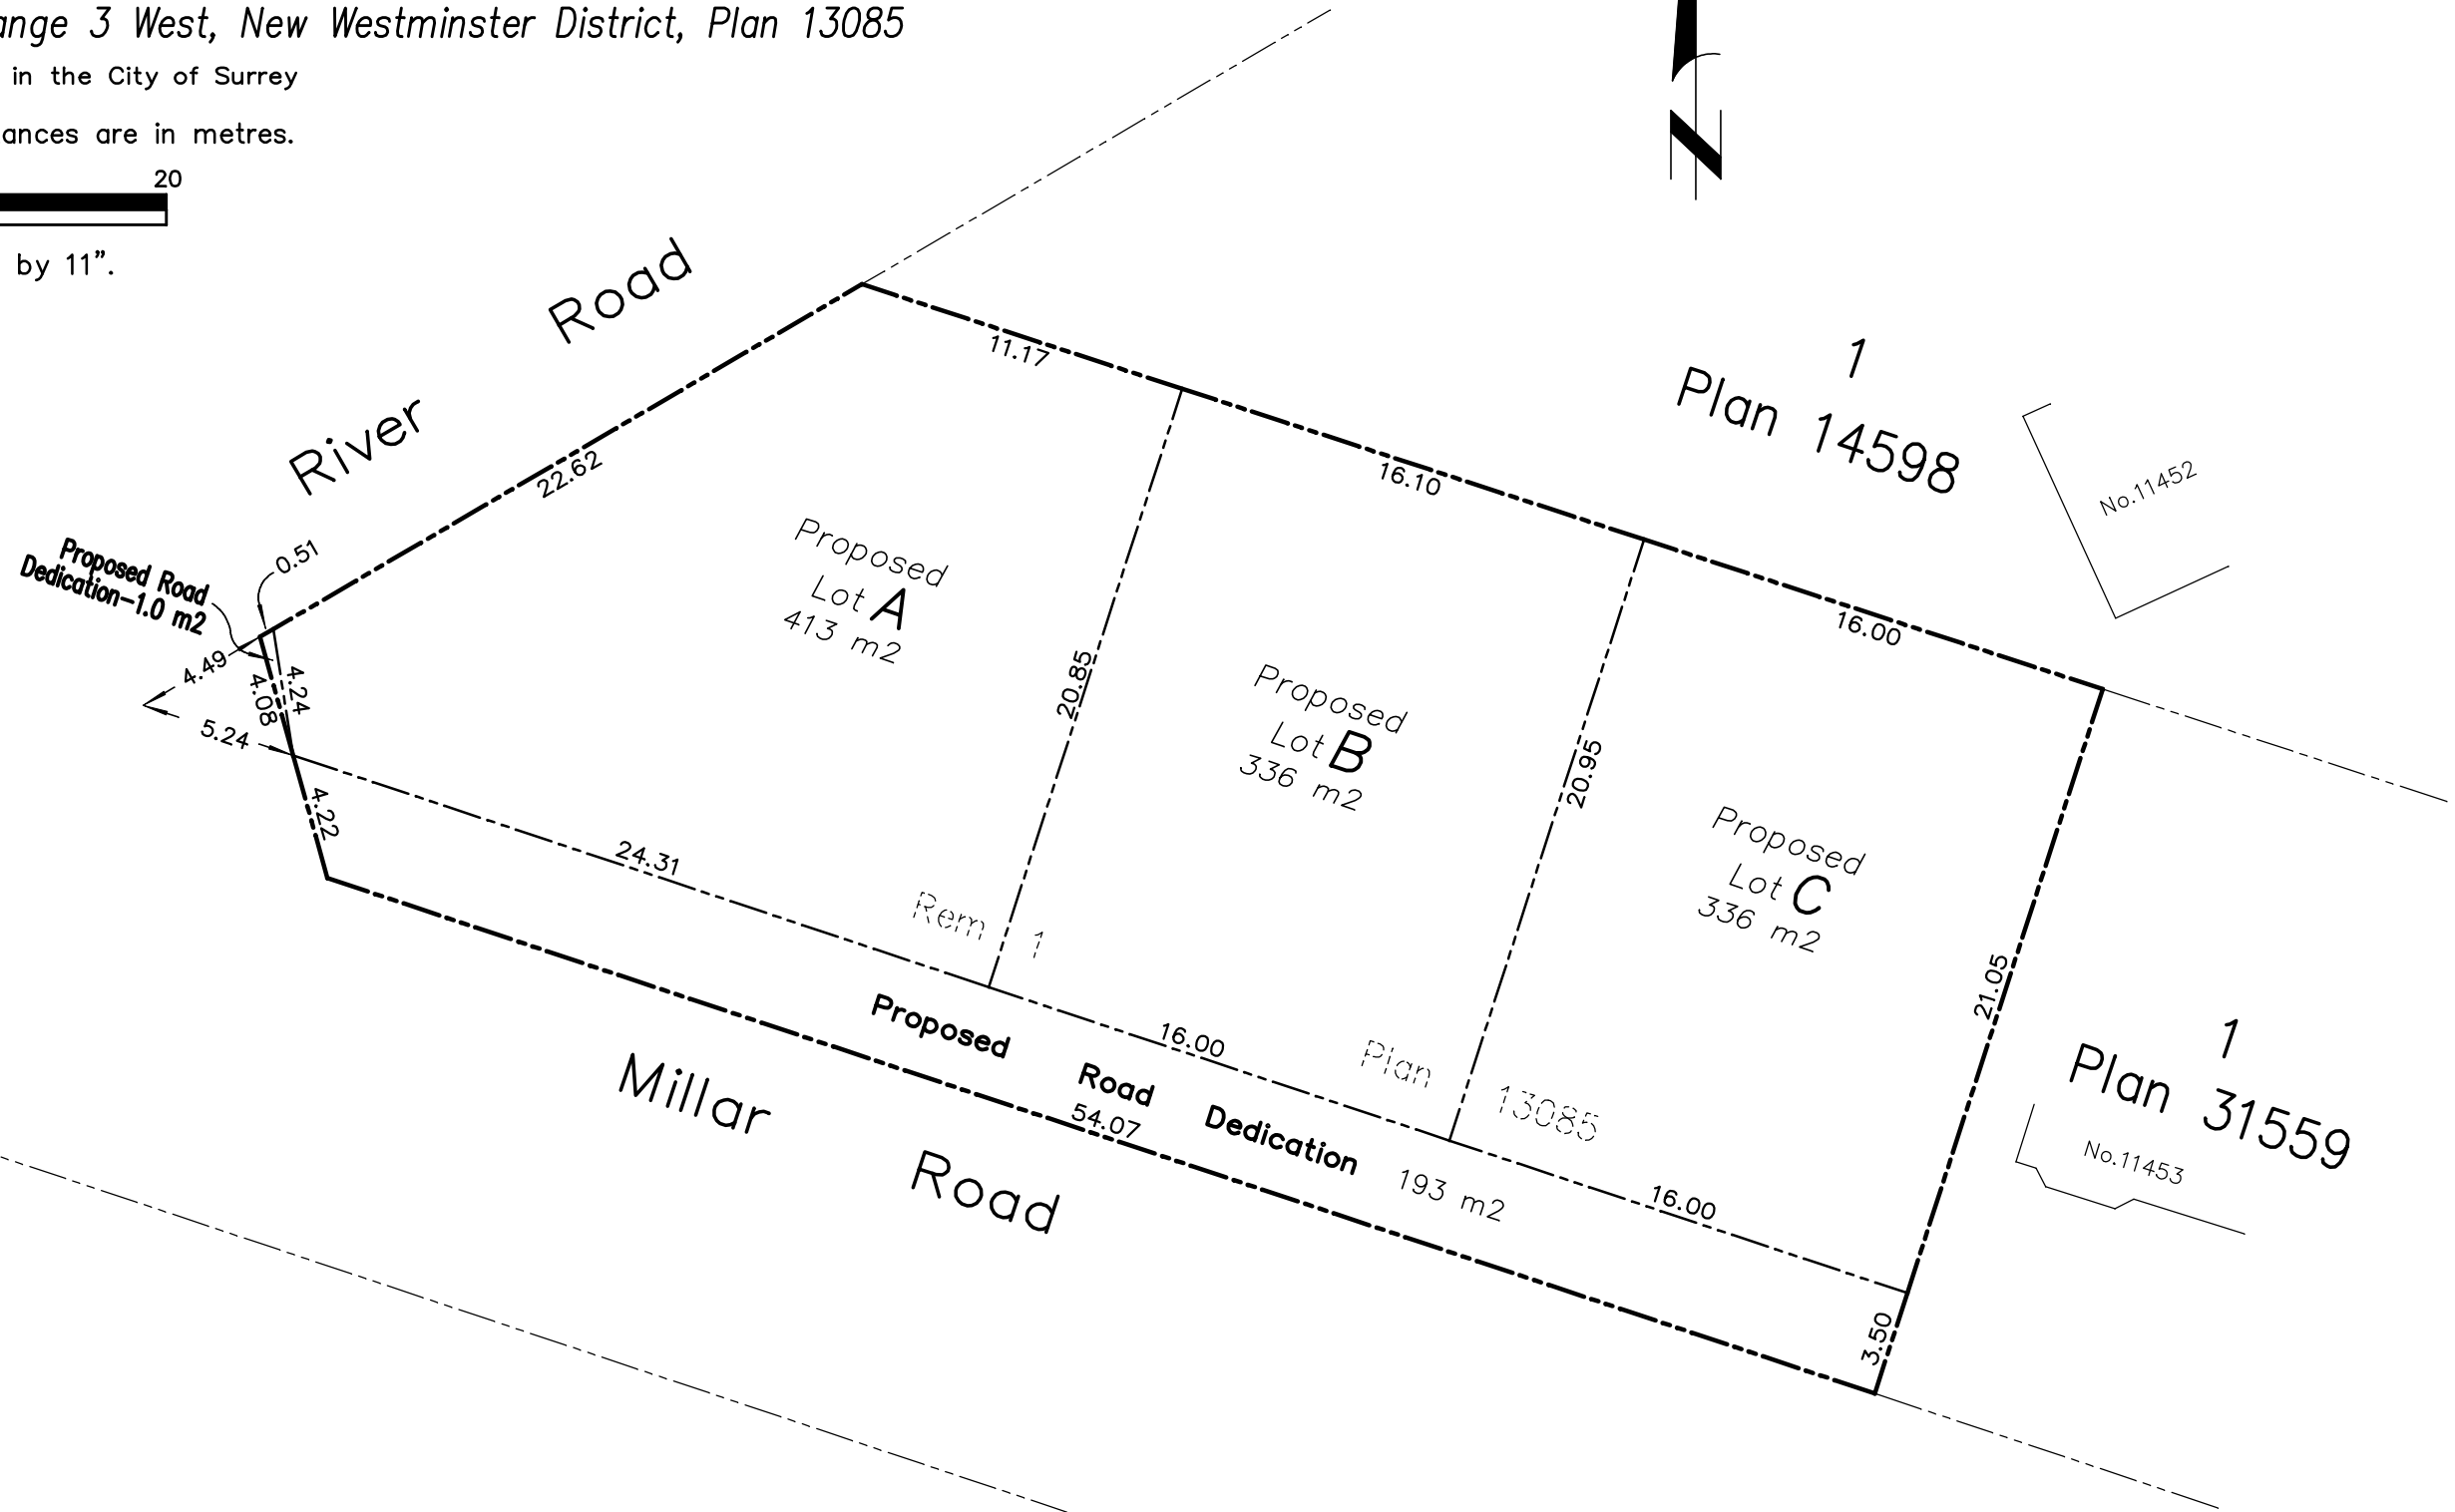 ange 3 West, New Westminster District, Plan 13085
in the City of Surrey
ances are in metres.
20
by 11”.
N
River Road
11.17
1
Plan 14598
No.11452
22.62
16.10
0.51
Proposed Road
Dedication-1.0 m2
Proposed
Lot A
413 m2
16.00
4.49
4.24
4.08
5.24
20.85
Proposed
Lot B
336 m2
20.95
4.22
24.31
Proposed
Lot C
336 m2
Rem 1
21.05
Proposed Road Dedication 193 m2
16.00
Plan 13085
1
Plan 31559
No.11453
54.07
Millar Road
16.00
3.50